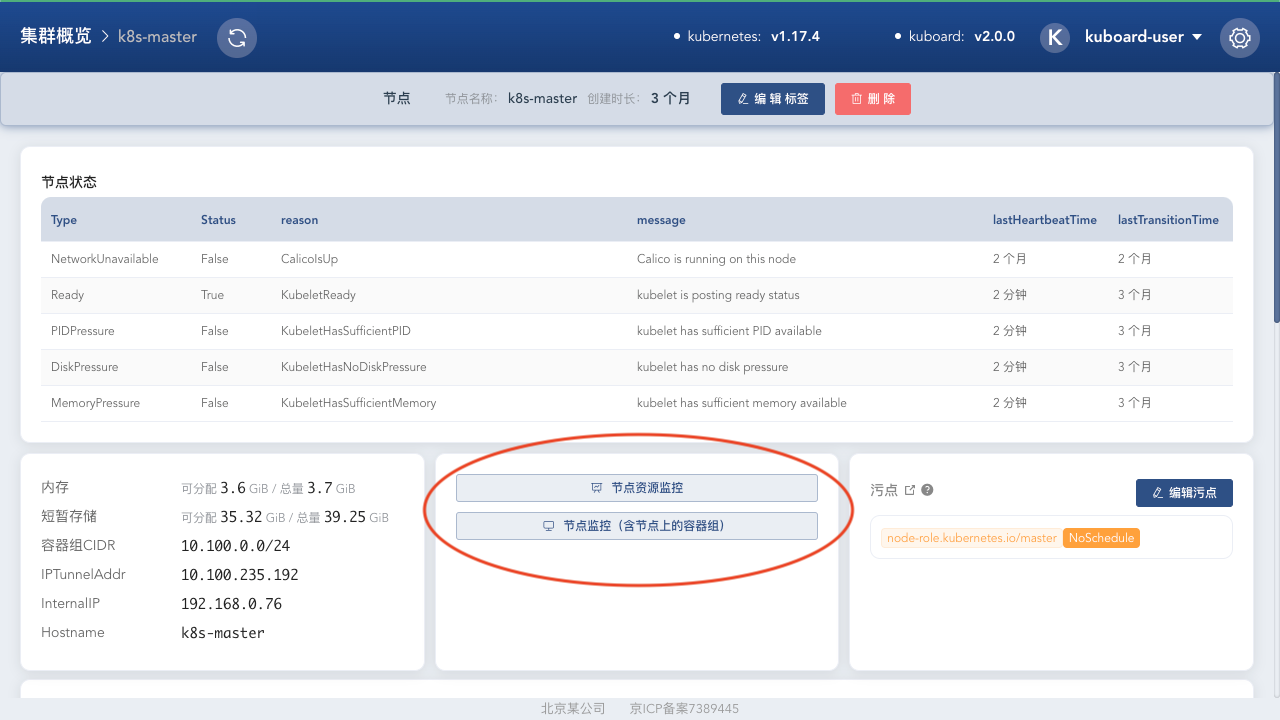 集群概览 > k8s-master kubernetes: v1.17.4 kuboard: v2.0.0 K kuboard-user
节点 节点名称: k8s-master 创建时长: 3 个月 编 辑 标签 删 除
节点状态
Type Status reason message lastHeartbeatTime lastTransitionTime
NetworkUnavailable False CalicoIsUp Calico is running on this node 2 个月 2 个月
Ready True KubeletReady kubelet is posting ready status 2 分钟 3 个月
PIDPressure False KubeletHasSufficientPID kubelet has sufficient PID available 2 分钟 3 个月
DiskPressure False KubeletHasNoDiskPressure kubelet has no disk pressure 2 分钟 3 个月
MemoryPressure False KubeletHasSufficientMemory kubelet has sufficient memory available 2 分钟 3 个月
内存 可分配 3.6 GiB / 总量 3.7 GiB
短暂存储 可分配 35.32 GiB / 总量 39.25 GiB
容器组CIDR 10.100.0.0/24
IPTunnelAddr 10.100.235.192
InternalIP 192.168.0.76
Hostname k8s-master
节点资源监控
节点监控（含节点上的容器组）
污点 ? 编辑污点
node-role.kubernetes.io/master NoSchedule
北京某公司 京ICP备案7389445